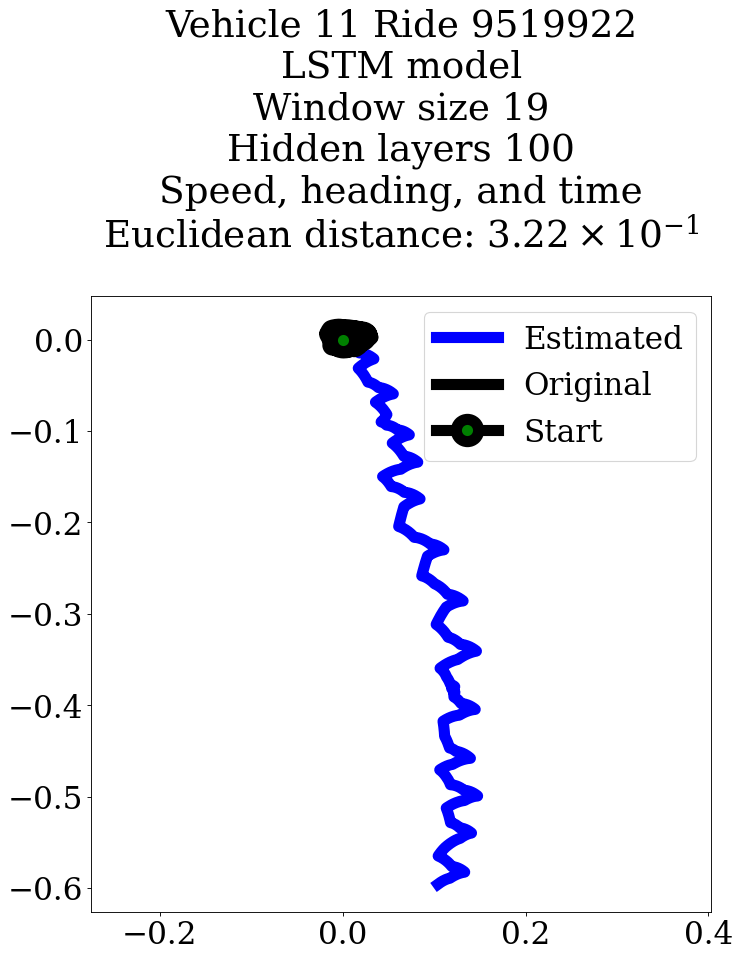 Vehicle 11 Ride 9519922
LSTM model
Window size 19
Hidden layers 100
Speed, heading, and time
Euclidean distance: 3.22 × 10⁻¹
Estimated
Original
Start
0.0
−0.1
−0.2
−0.3
−0.4
−0.5
−0.6
−0.2 0.0 0.2 0.4